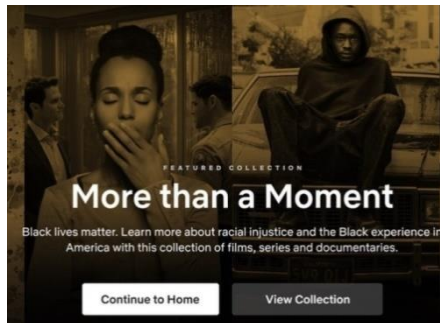 FEATURED COLLECTION
More than a Moment
Black lives matter. Learn more about racial injustice and the Black experience in
America with this collection of films, series and documentaries.
Continue to Home
View Collection